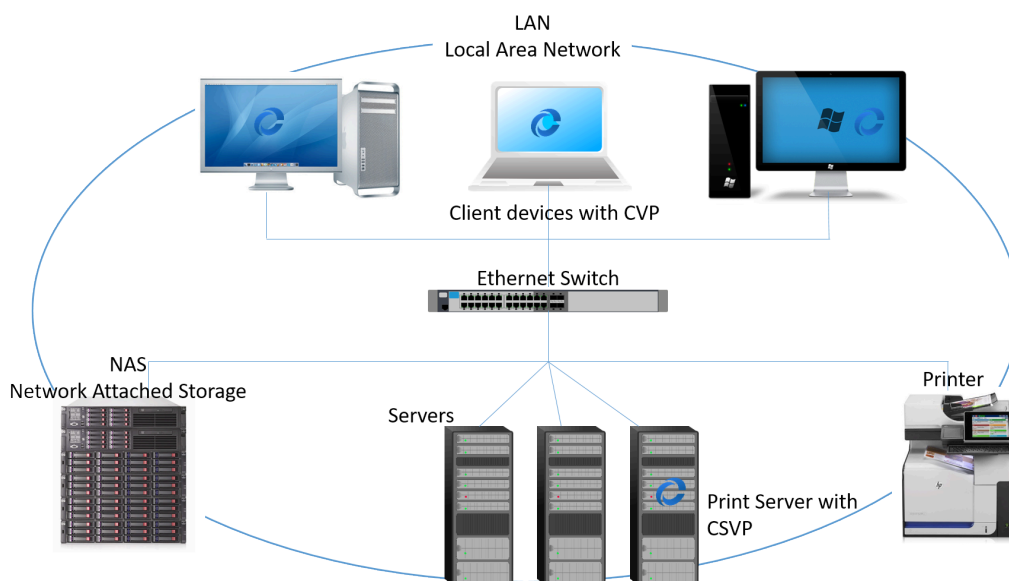 LAN
Local Area Network
Client devices with CVP
Ethernet Switch
NAS
Network Attached Storage
Servers
Printer
Print Server with
CSVP
hp